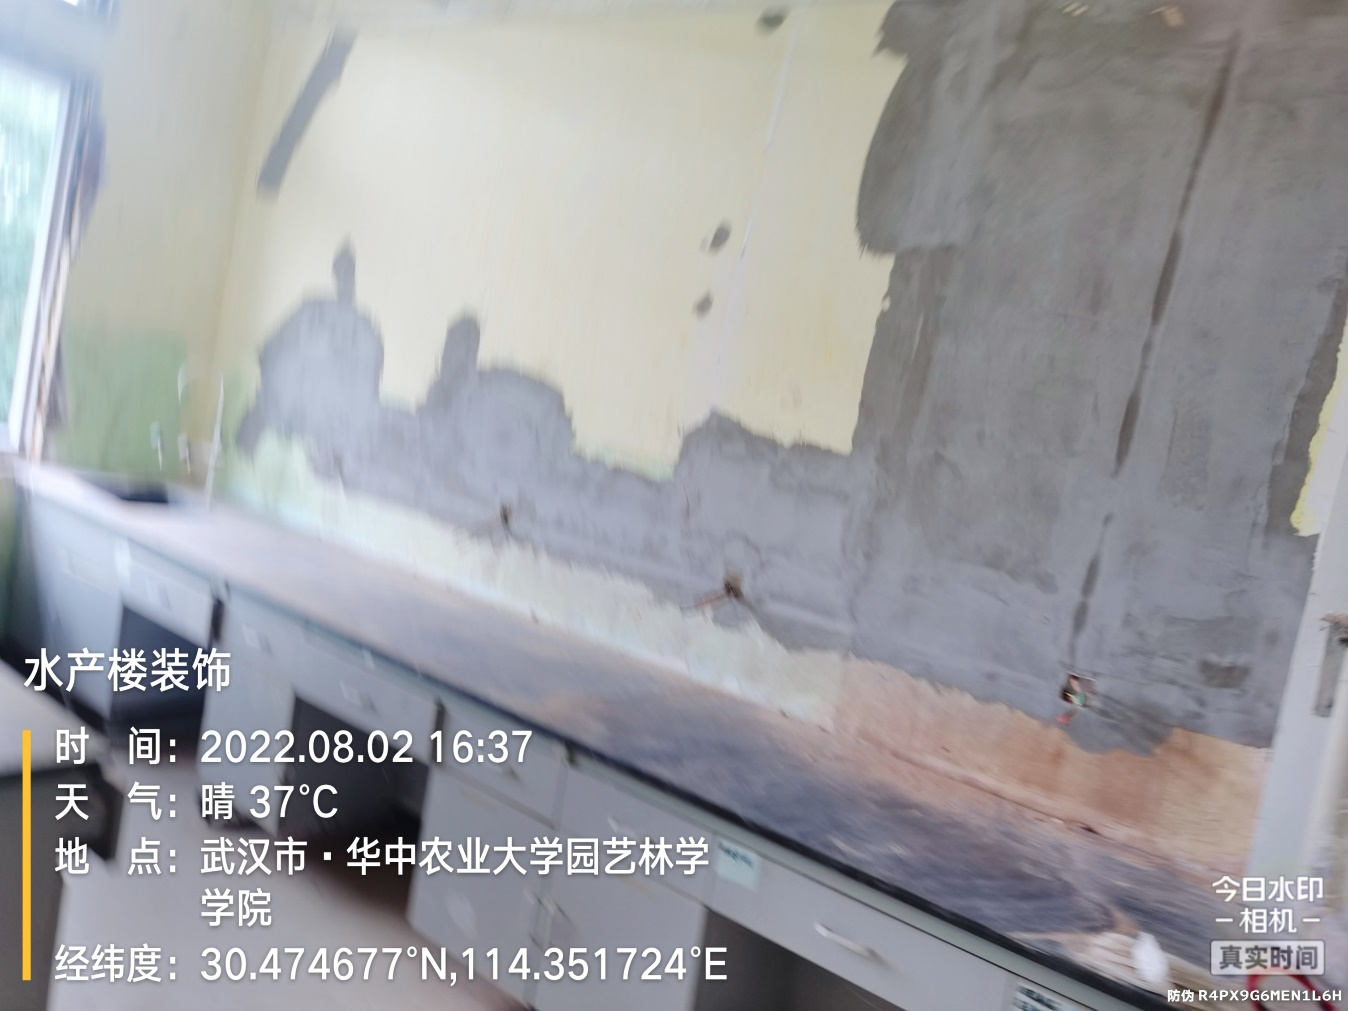 水产楼装饰
时 间：2022.08.02 16:37
天 气：晴 37°C
地 点：武汉市·华中农业大学园艺林学
学院
经纬度：30.474677°N,114.351724°E
今日水印
-相机-
真实时间
防伪 R4PX9G6MEN1L6H